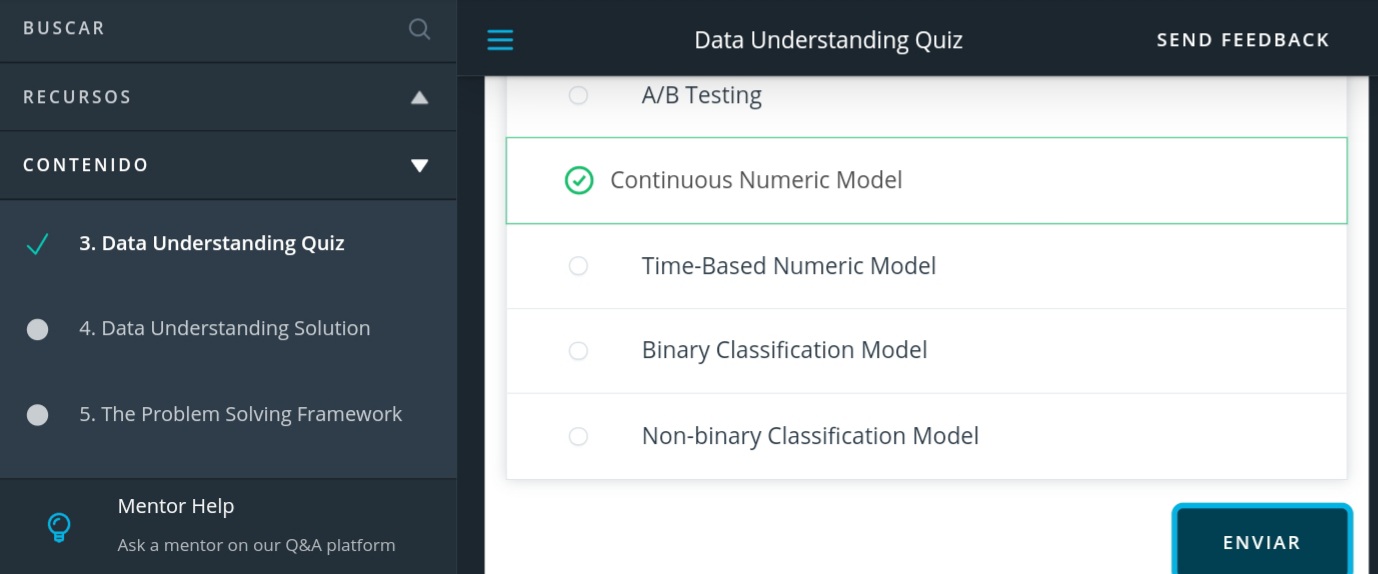 BUSCAR
RECURSOS
CONTENIDO
3. Data Understanding Quiz
4. Data Understanding Solution
5. The Problem Solving Framework
Mentor Help
Ask a mentor on our Q&A platform
Data Understanding Quiz
SEND FEEDBACK
A/B Testing
Continuous Numeric Model
Time-Based Numeric Model
Binary Classification Model
Non-binary Classification Model
ENVIAR